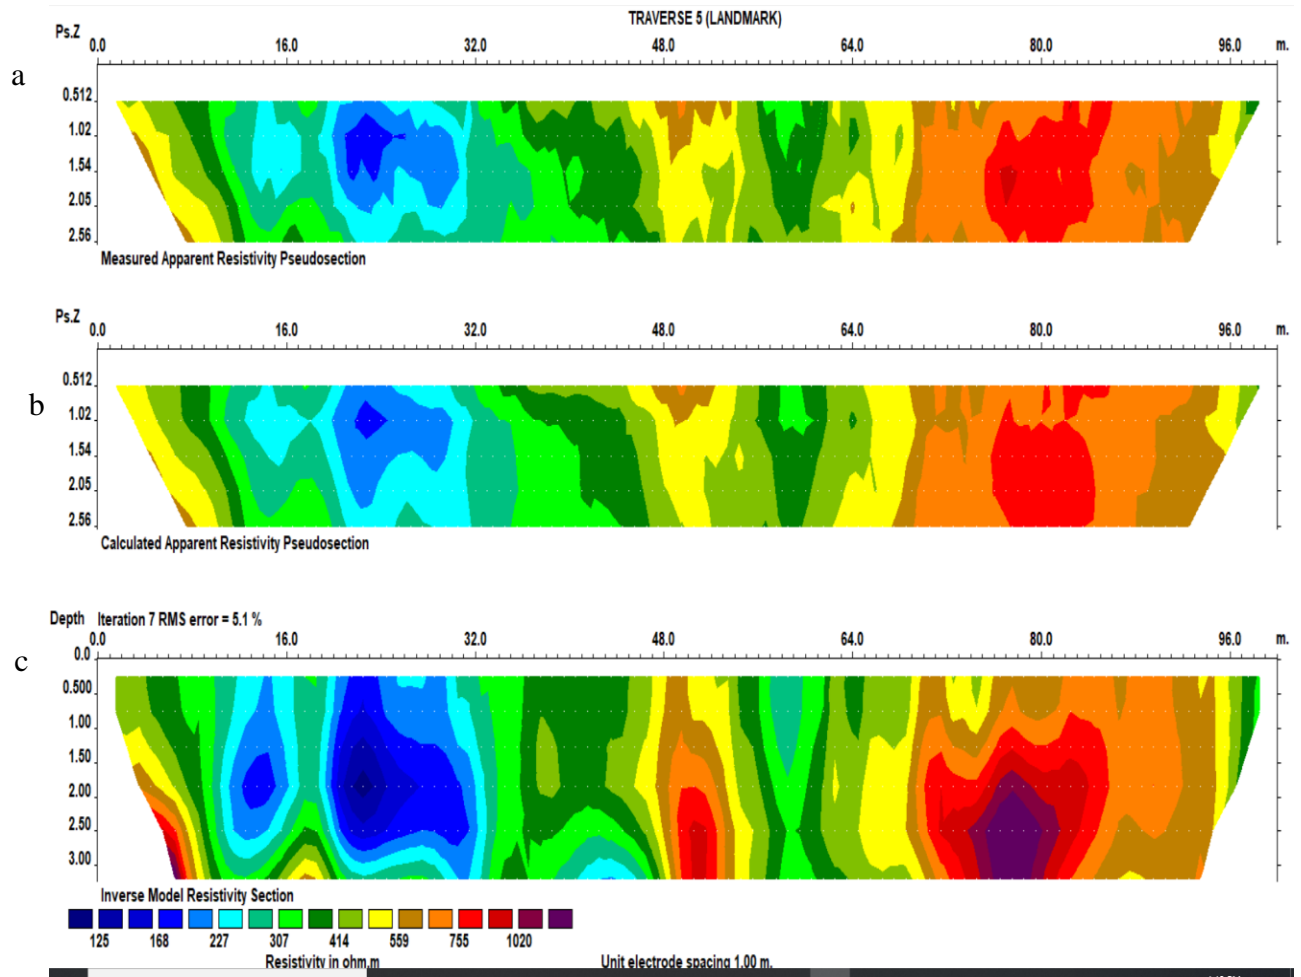 TRAVERSE 5 (LANDMARK)
Ps.Z
0.0 16.0 32.0 48.0 64.0 80.0 96.0 m.
a
0.512
1.02
1.54
2.05
2.56
Measured Apparent Resistivity Pseudosection
Ps.Z
0.0 16.0 32.0 48.0 64.0 80.0 96.0 m.
0.512
b
1.02
1.54
2.05
2.56
Calculated Apparent Resistivity Pseudosection
Depth Iteration 7 RMS error = 5.1 %
0.0 16.0 32.0 48.0 64.0 80.0 96.0 m.
c
0.0
0.500
1.00
1.50
2.00
2.50
3.00
Inverse Model Resistivity Section
125 168 227 307 414 559 755 1020
Resistivity in ohm.m Unit electrode spacing 1.00 m.